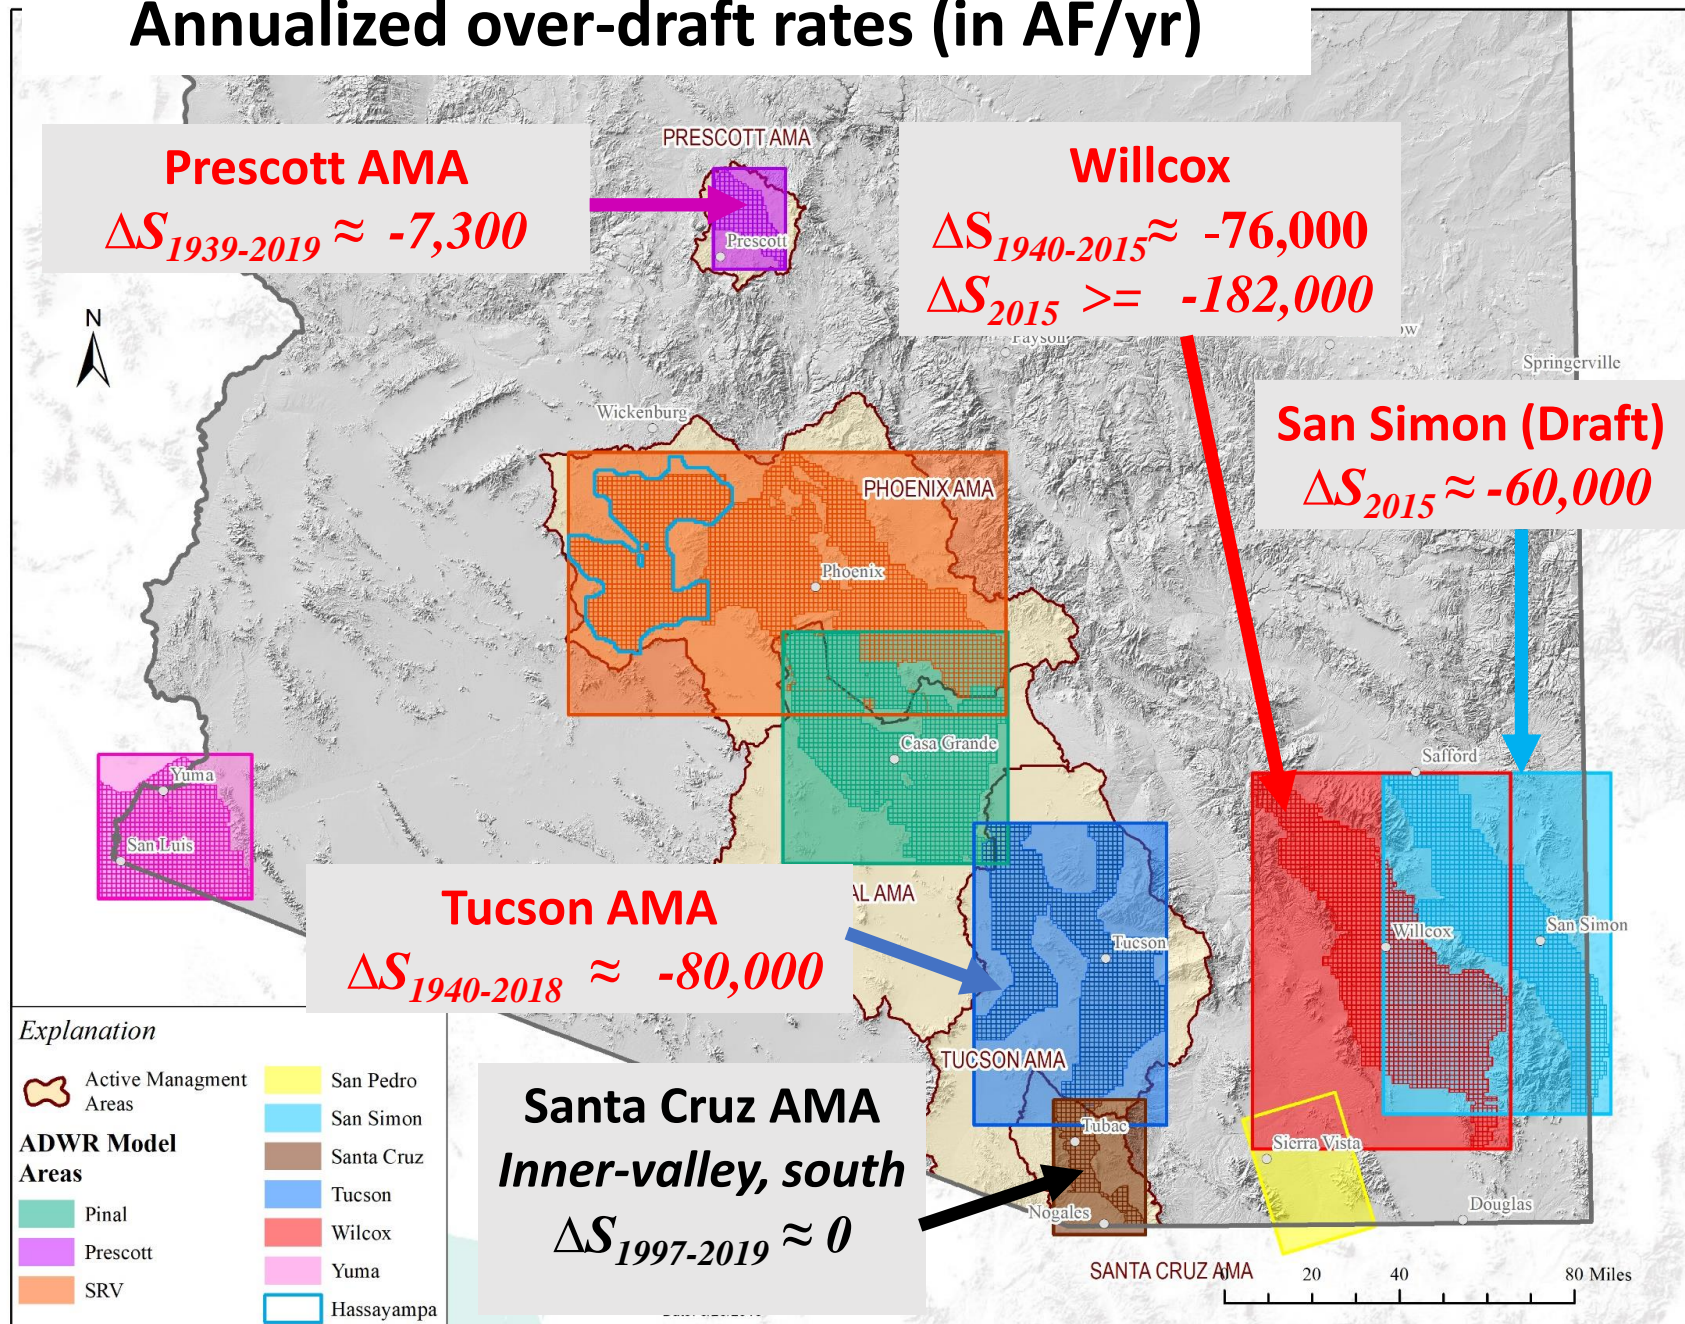 Annualized over-draft rates (in AF/yr)
PRESCOTT AMA
Prescott AMA
ΔS1939-2019 ≈ -7,300
Prescott
Willcox
ΔS1940-2015≈ -76,000
ΔS2015 >= -182,000
N
Payson
ow
Springerville
San Simon (Draft)
ΔS2015 ≈ -60,000
Wickenburg
PHOENIX AMA
Phoenix
Casa Grande
Safford
Yuma
San Luis
AL AMA
Tucson AMA
ΔS1940-2018 ≈ -80,000
Tucson
Willcox
San Simon
TUCSON AMA
Santa Cruz AMA
Inner-valley, south
ΔS1997-2019 ≈ 0
Tubac
Nogales
Sierra Vista
Douglas
SANTA CRUZ AMA
0 20 40 80 Miles
Explanation
Active Managment
Areas
ADWR Model
Areas
Pinal
Prescott
SRV
San Pedro
San Simon
Santa Cruz
Tucson
Wilcox
Yuma
Hassayampa